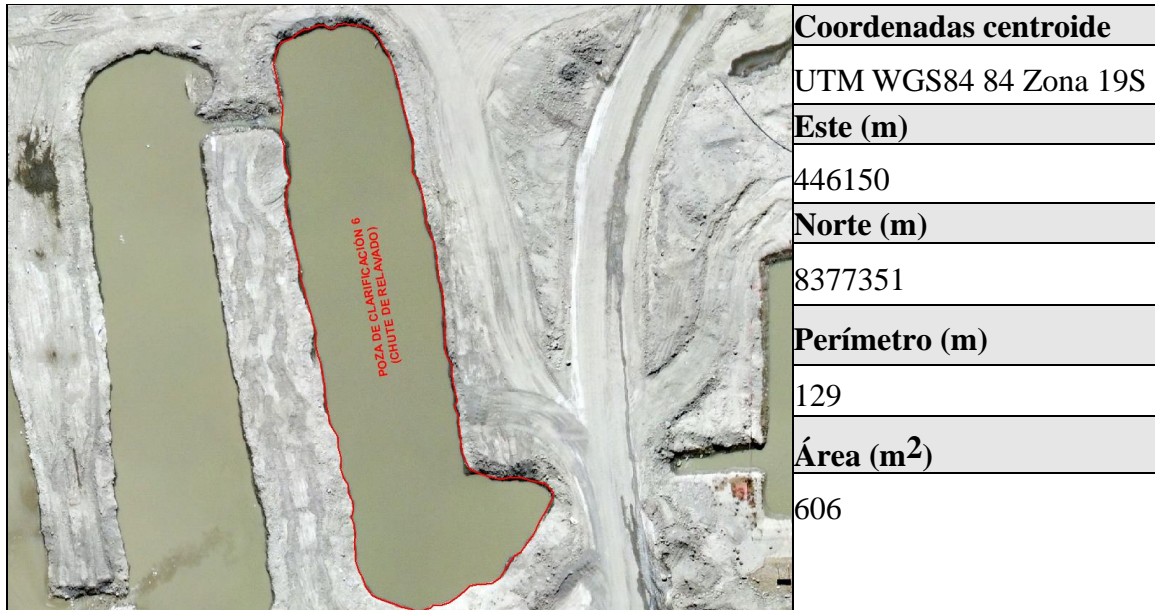 POZA DE CLARIFICACIÓN 6
(CHUTE DE RELAVADO)
Coordenadas centroide
UTM WGS84 84 Zona 19S
Este (m)
446150
Norte (m)
8377351
Perímetro (m)
129
Área (m²)
606